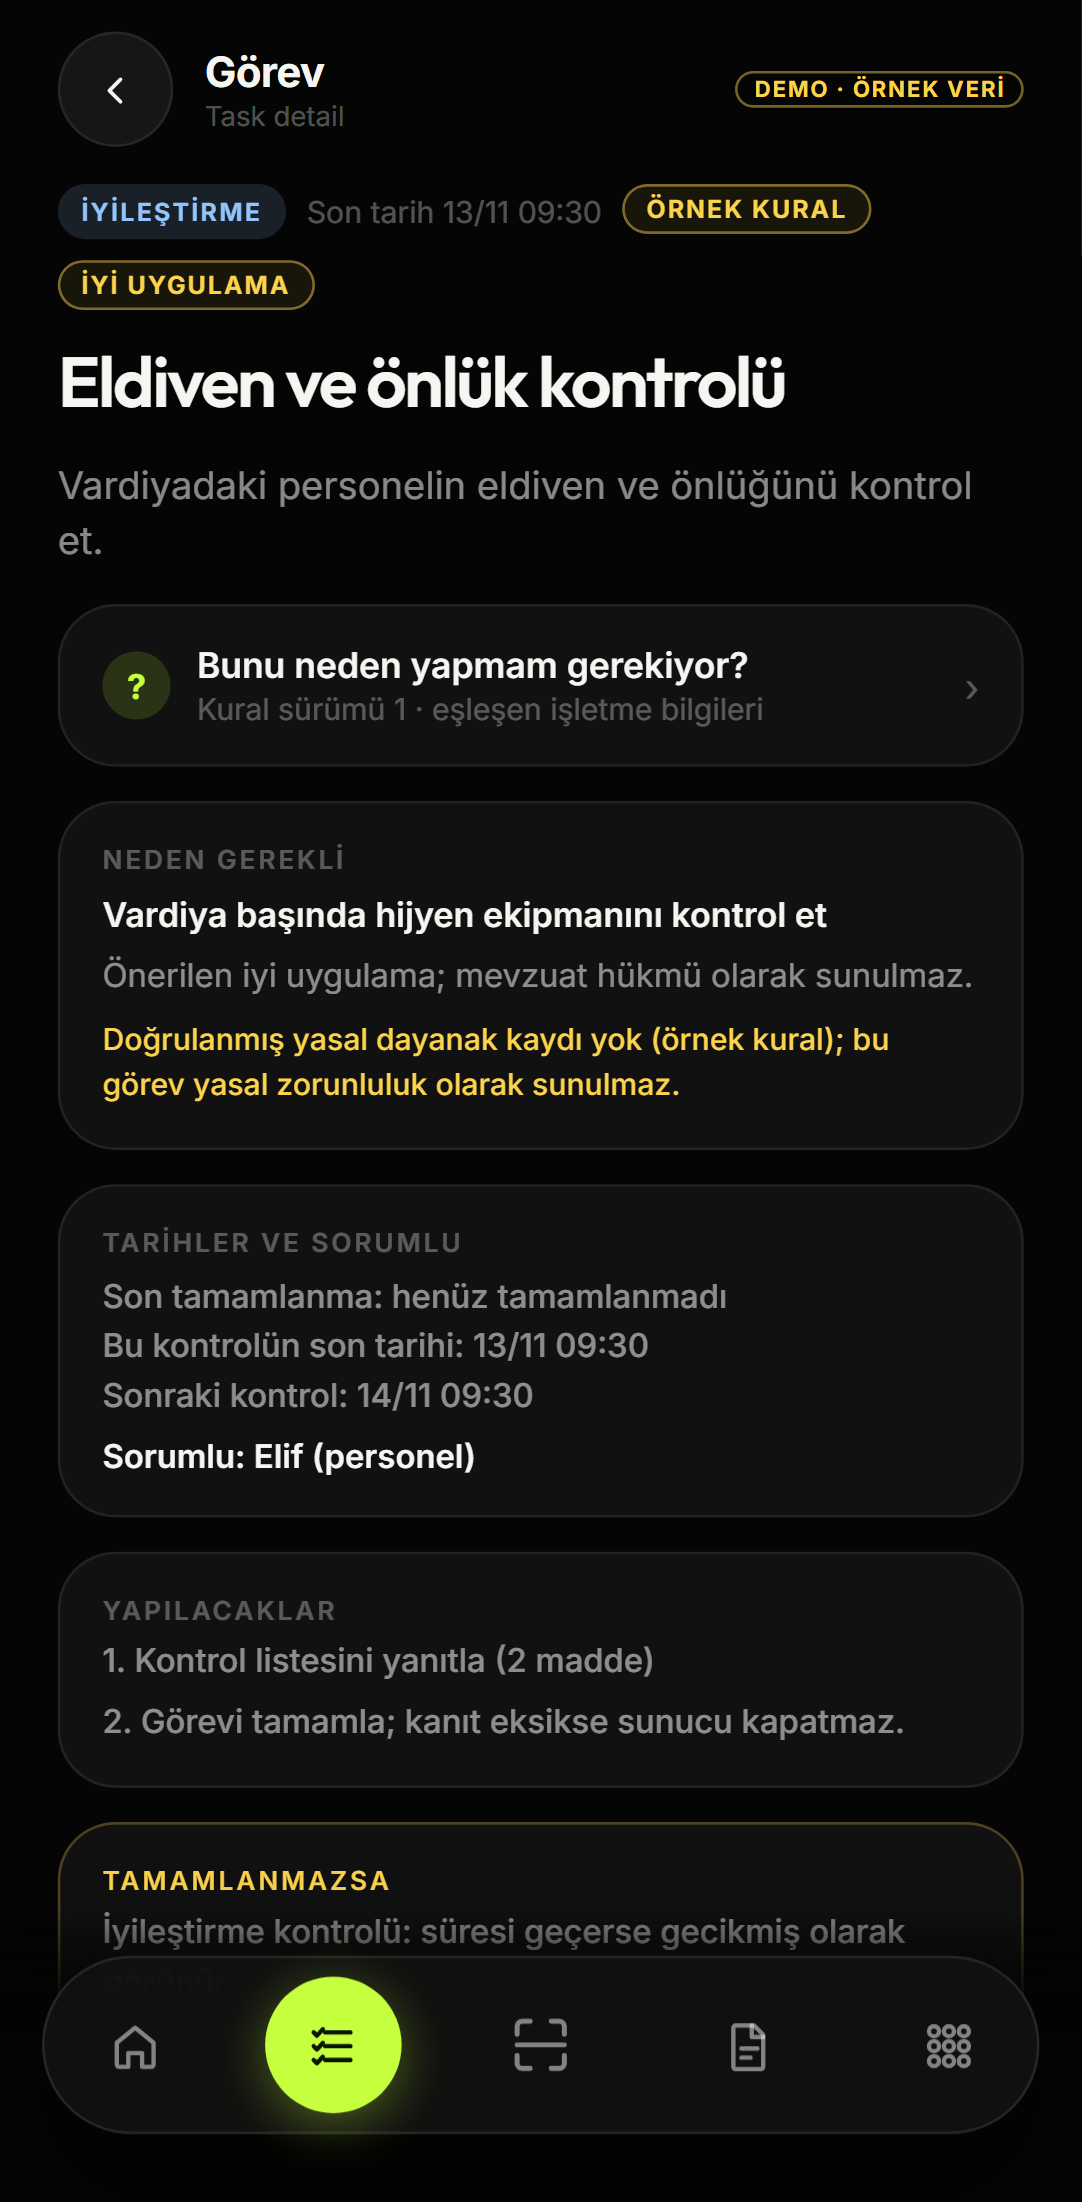 Görev
Task detail
DEMO · ÖRNEK VERİ
İYİLEŞTİRME
Son tarih 13/11 09:30
ÖRNEK KURAL
İYİ UYGULAMA
Eldiven ve önlük kontrolü
Vardiyadaki personelin eldiven ve önlüğünü kontrol
et.
?
Bunu neden yapmam gerekiyor?
Kural sürümü 1 · eşleşen işletme bilgileri
NEDEN GEREKLİ
Vardiya başında hijyen ekipmanını kontrol et
Önerilen iyi uygulama; mevzuat hükmü olarak sunulmaz.
Doğrulanmış yasal dayanak kaydı yok (örnek kural); bu
görev yasal zorunluluk olarak sunulmaz.
TARİHLER VE SORUMLU
Son tamamlanma: henüz tamamlanmadı
Bu kontrolün son tarihi: 13/11 09:30
Sonraki kontrol: 14/11 09:30
Sorumlu: Elif (personel)
YAPILACAKLAR
1. Kontrol listesini yanıtla (2 madde)
2. Görevi tamamla; kanıt eksikse sunucu kapatmaz.
TAMAMLANMAZSA
İyileştirme kontrolü: süresi geçerse gecikmiş olarak
görünür.